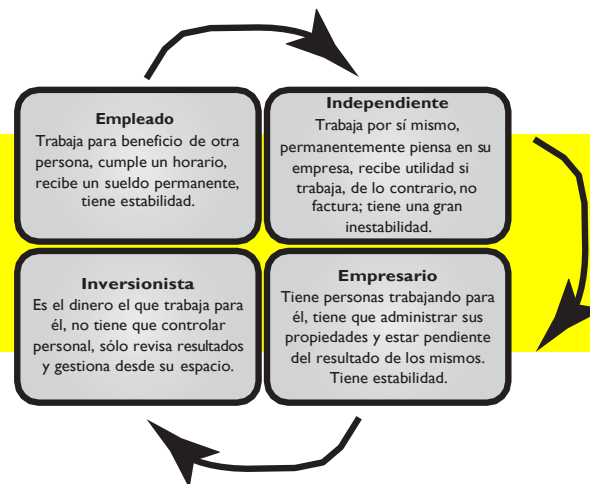 Empleado
Trabaja para beneficio de otra
persona, cumple un horario,
recibe un sueldo permanente,
tiene estabilidad.
Independiente
Trabaja por sí mismo,
permanentemente piensa en su
empresa, recibe utilidad si
trabaja, de lo contrario, no
factura; tiene una gran
inestabilidad.
Inversionista
Es el dinero el que trabaja para
él, no tiene que controlar
personal, sólo revisa resultados
y gestiona desde su espacio.
Empresario
Tiene personas trabajando para
él, tiene que administrar sus
propiedades y estar pendiente
del resultado de los mismos.
Tiene estabilidad.